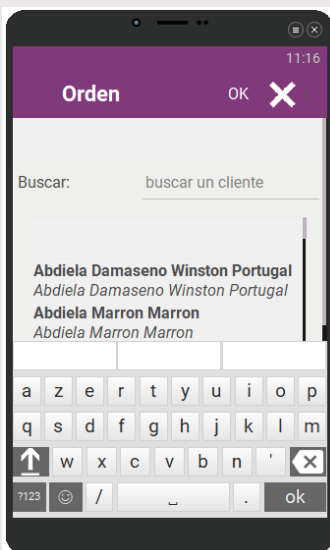 11:16
Orden OK
Buscar: buscar un cliente
Abdiela Damaseno Winston Portugal
Abdiela Damaseno Winston Portugal
Abdiela Marron Marron
Abdiela Marron Marron
a z e r t y u i o p
q s d f g h j k l m
w x c v b n '
?123 / . ok